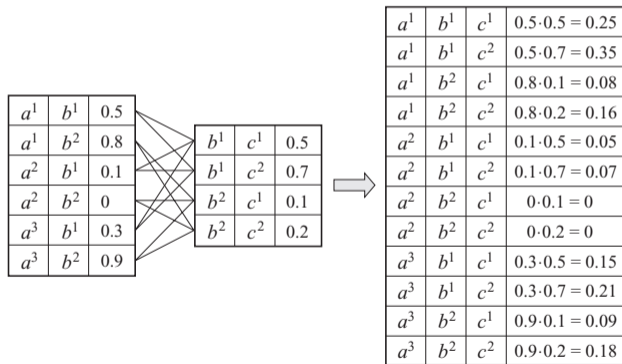 a¹ b¹ 0.5
a¹ b² 0.8
a² b¹ 0.1
a² b² 0
a³ b¹ 0.3
a³ b² 0.9
b¹ c¹ 0.5
b¹ c² 0.7
b² c¹ 0.1
b² c² 0.2
a¹ b¹ c¹ 0.5·0.5 = 0.25
a¹ b¹ c² 0.5·0.7 = 0.35
a¹ b² c¹ 0.8·0.1 = 0.08
a¹ b² c² 0.8·0.2 = 0.16
a² b¹ c¹ 0.1·0.5 = 0.05
a² b¹ c² 0.1·0.7 = 0.07
a² b² c¹ 0·0.1 = 0
a² b² c² 0·0.2 = 0
a³ b¹ c¹ 0.3·0.5 = 0.15
a³ b¹ c² 0.3·0.7 = 0.21
a³ b² c¹ 0.9·0.1 = 0.09
a³ b² c² 0.9·0.2 = 0.18